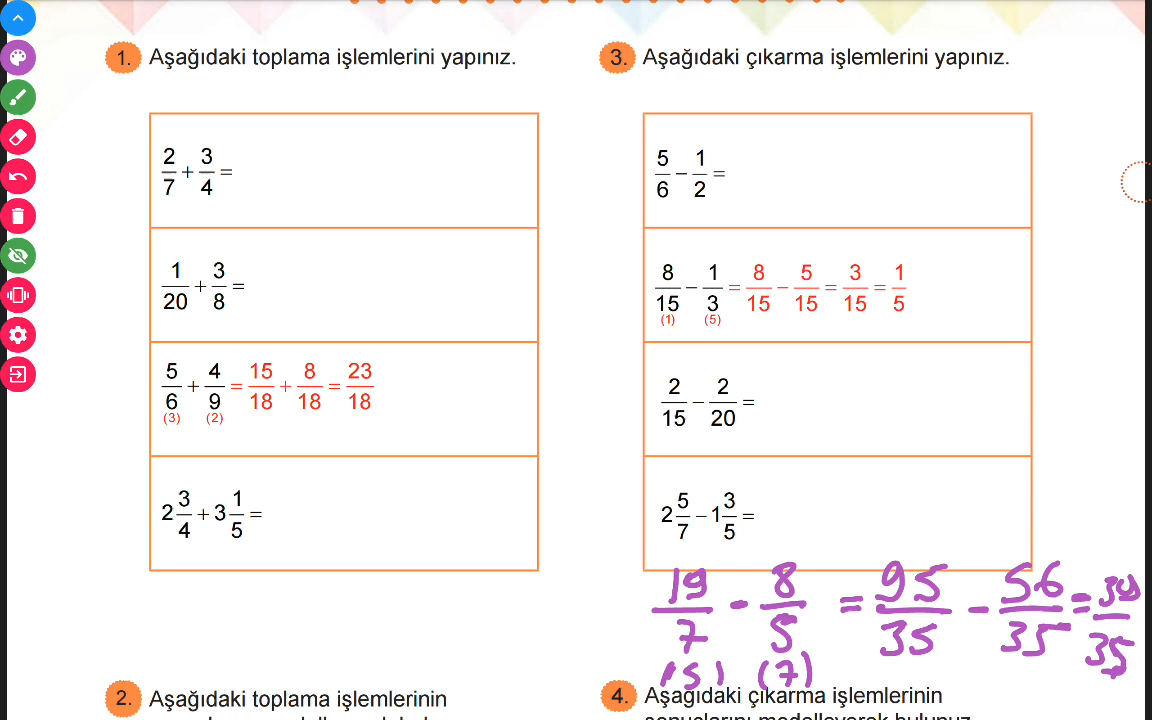 1. Aşağıdaki toplama işlemlerini yapınız.
2/7 + 3/4 =
1/20 + 3/8 =
5/6 + 4/9 = 15/18 + 8/18 = 23/18
(3) (2)
2 3/4 + 3 1/5 =
2. Aşağıdaki toplama işlemlerinin
3. Aşağıdaki çıkarma işlemlerini yapınız.
5/6 − 1/2 =
8/15 − 1/3 = 8/15 − 5/15 = 3/15 = 1/5
(1) (5)
2/15 − 2/20 =
2 5/7 − 1 3/5 =
19/7 - 8/5 = 95/35 - 56/35 = 39/35
(5) (7)
4. Aşağıdaki çıkarma işlemlerinin
sonuçlarını modelleyerek bulunuz.